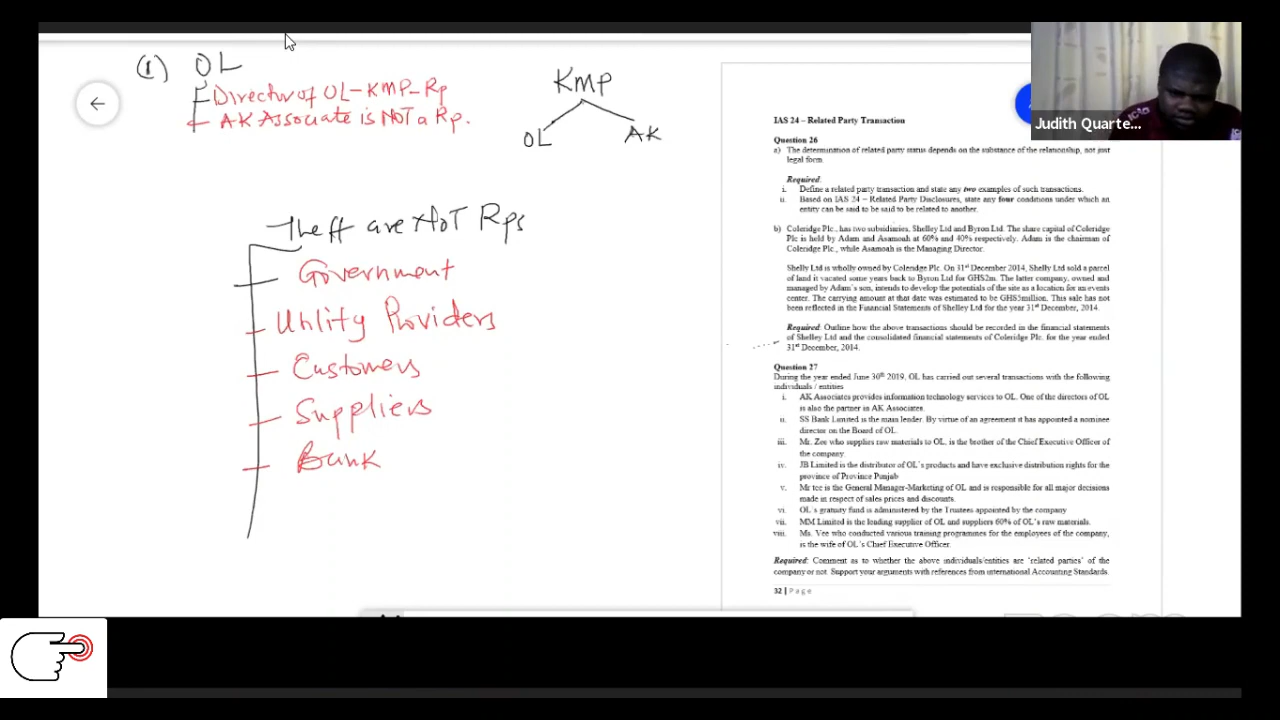 (1) OL
Director of OL-KMP-Rp
AK Associate is NOT a Rp.
KMP
OL AK
Theff are NOT Rps
Government
Utility Providers
Customers
Suppliers
Bank
Judith Quarte...
IAS 24 – Related Party Transaction
Question 26
a) The determination of related party status depends on the substance of the relationship, not just
legal form.
Required:
i. Define a related party transaction and state any two examples of such transactions.
ii. Based on IAS 24 – Related Party Disclosures, state any four conditions under which an
entity can be said to be said to be related to another.
b) Coleridge Plc., has two subsidiaries, Shelley Ltd and Byron Ltd. The share capital of Coleridge
Plc is held by Adam and Asamoah at 60% and 40% respectively. Adam is the chairman of
Coleridge Plc., while Asamoah is the Managing Director.
Shelly Ltd is wholly owned by Coleridge Plc. On 31st December 2014, Shelly Ltd sold a parcel
of land it vacated some years back to Byron Ltd for GHS2m. The latter company, owned and
managed by Adam's son, intends to develop the potentials of the site as a location for an events
center. The carrying amount at that date was estimated to be GHS5million. This sale has not
been reflected in the Financial Statements of Shelley Ltd for the year 31st December, 2014.
Required: Outline how the above transactions should be recorded in the financial statements
of Shelley Ltd and the consolidated financial statements of Coleridge Plc. for the year ended
31st December, 2014.
Question 27
During the year ended June 30th 2019, OL has carried out several transactions with the following
individuals / entities
i. AK Associates provides information technology services to OL. One of the directors of OL
is also the partner in AK Associates.
ii. SS Bank Limited is the main lender. By virtue of an agreement it has appointed a nominee
director on the Board of OL.
iii. Mr. Zee who supplies raw materials to OL, is the brother of the Chief Executive Officer of
the company.
iv. JB Limited is the distributor of OL's products and have exclusive distribution rights for the
province of Province Punjab
v. Mr tee is the General Manager-Marketing of OL and is responsible for all major decisions
made in respect of sales prices and discounts.
vi. OL's gratuity fund is administered by the Trustees appointed by the company
vii. MM Limited is the leading supplier of OL and suppliers 60% of OL's raw materials.
viii. Ms. Vee who conducted various training programmes for the employees of the company,
is the wife of OL's Chief Executive Officer.
Required: Comment as to whether the above individuals/entities are 'related parties' of the
company or not. Support your arguments with references from international Accounting Standards.
32 | Page
zoom